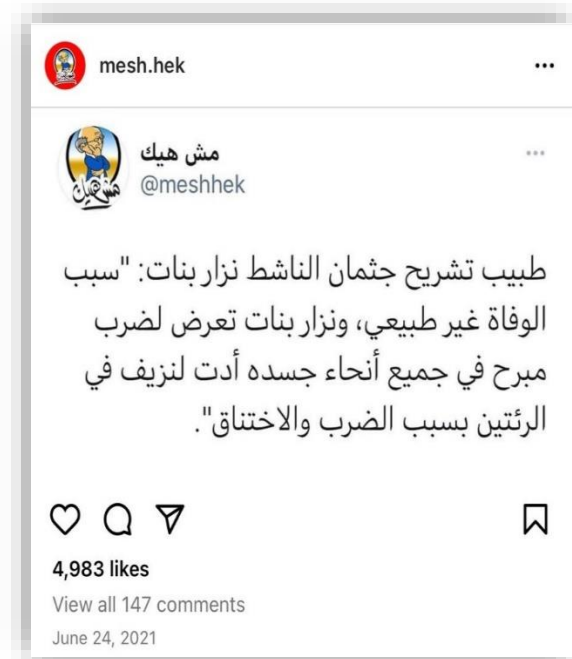 mesh.hek
مش هيك
@meshhek
مش هيك
طبيب تشريح جثمان الناشط نزار بنات: "سبب
الوفاة غير طبيعي، ونزار بنات تعرض لضرب
مبرح في جميع أنحاء جسده أدت لنزيف في
الرئتين بسبب الضرب والاختناق".
4,983 likes
View all 147 comments
June 24, 2021